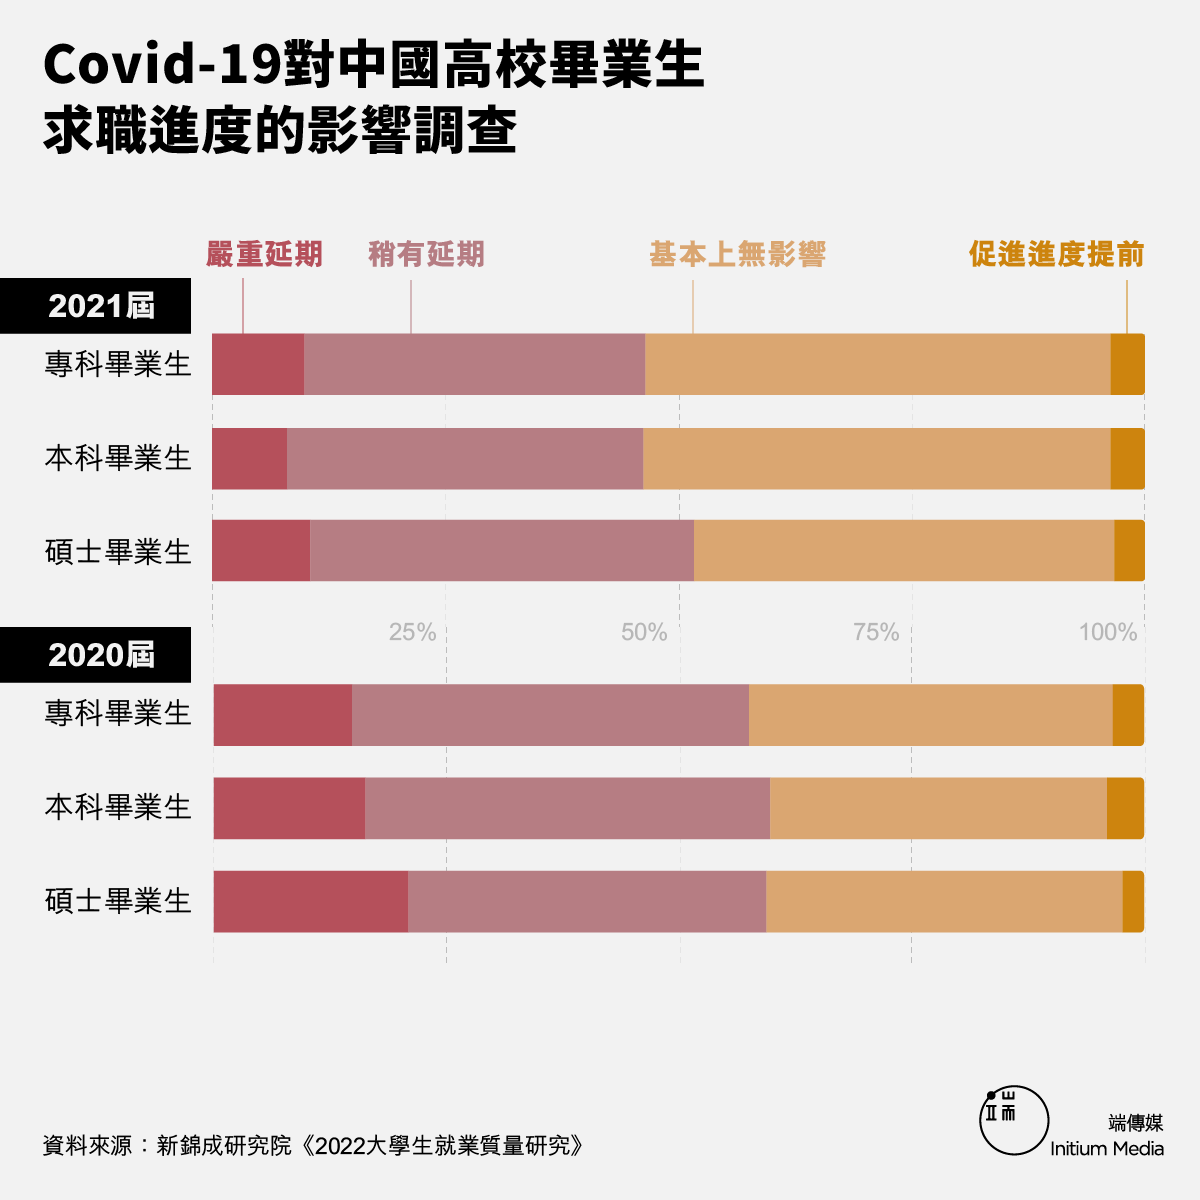 Covid-19對中國高校畢業生
求職進度的影響調查
嚴重延期 稍有延期 基本上無影響 促進進度提前
2021屆
專科畢業生
本科畢業生
碩士畢業生
25% 50% 75% 100%
2020屆
專科畢業生
本科畢業生
碩士畢業生
資料來源：新錦成研究院《2022大學生就業質量研究》
端
端傳媒
Initium Media